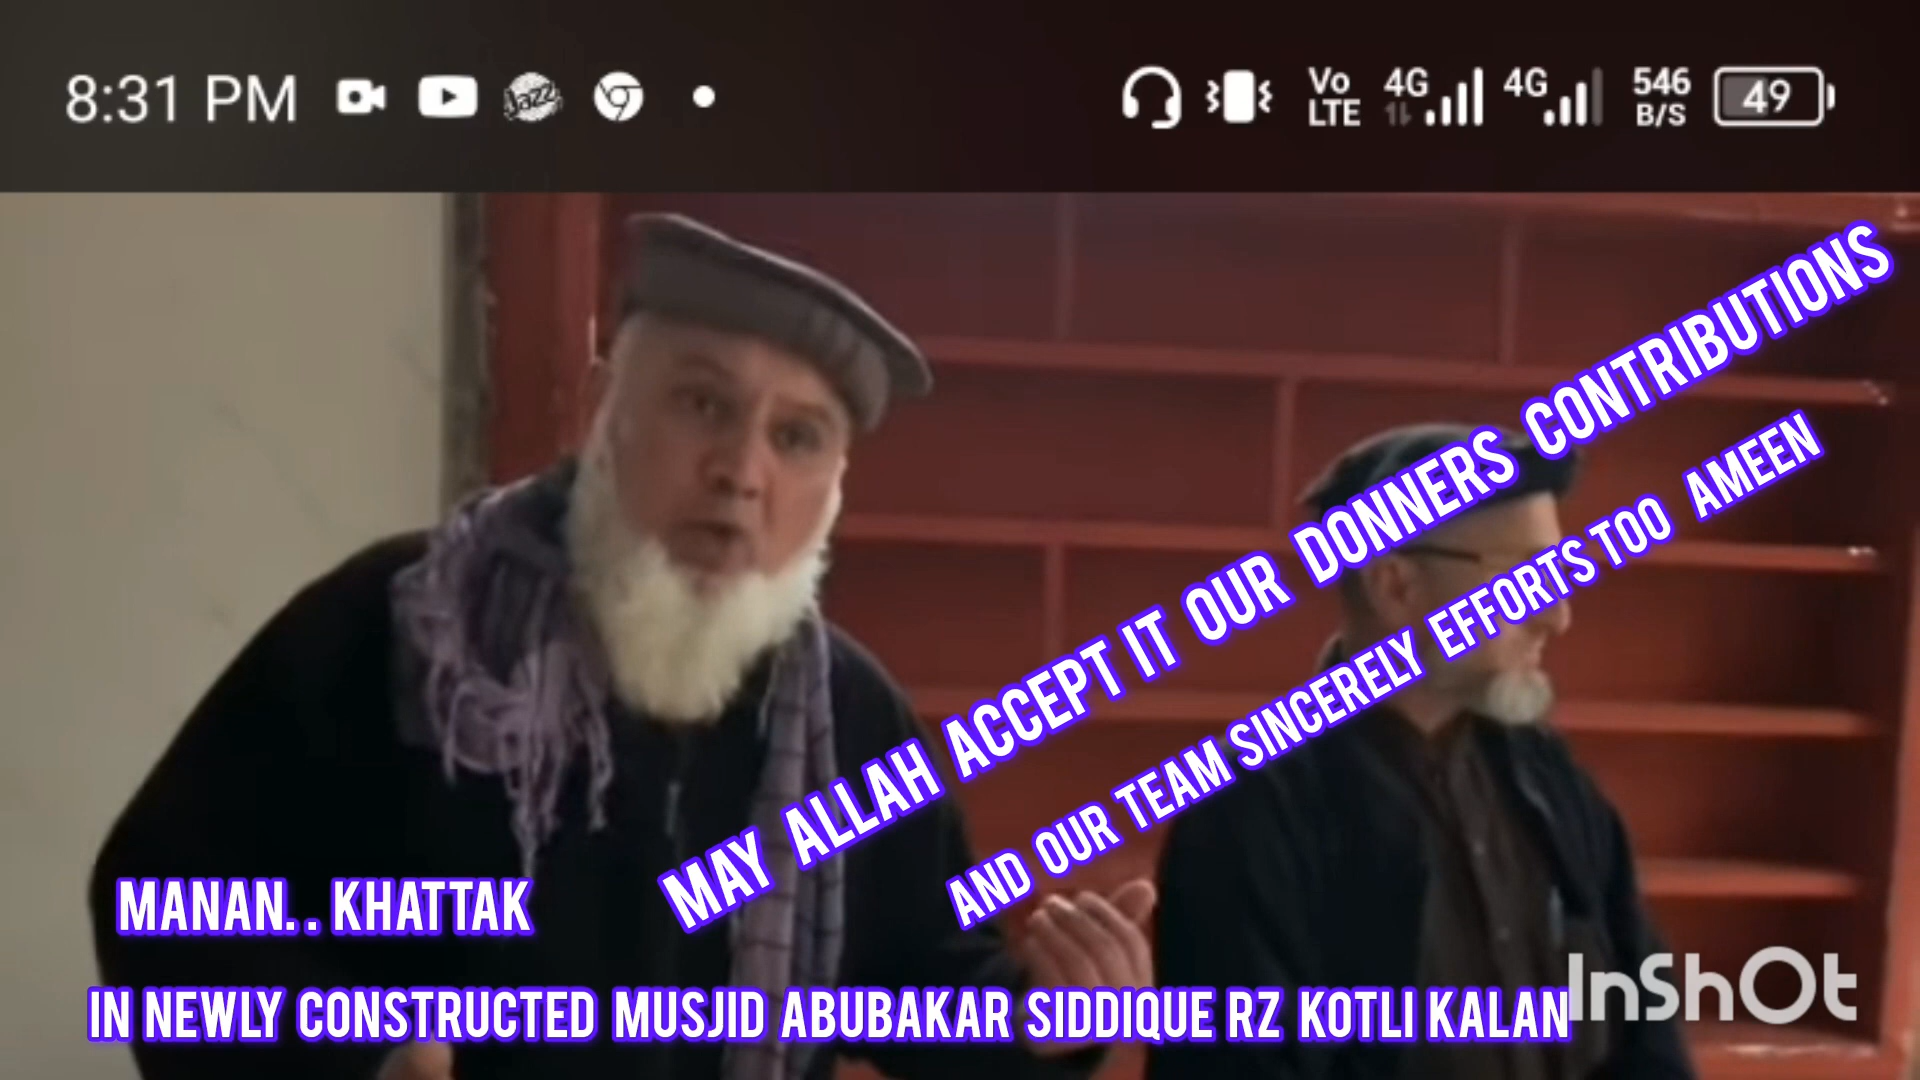 8:31 PM
Jazz
Vo
LTE
4G
4G
546
B/S
49
MAY ALLAH ACCEPT IT OUR DONNERS CONTRIBUTIONS
AND OUR TEAM SINCERELY EFFORTS TOO AMEEN
MANAN.. KHATTAK
IN NEWLY CONSTRUCTED MUSJID ABUBAKAR SIDDIQUE RZ KOTLI KALAN
InShOt